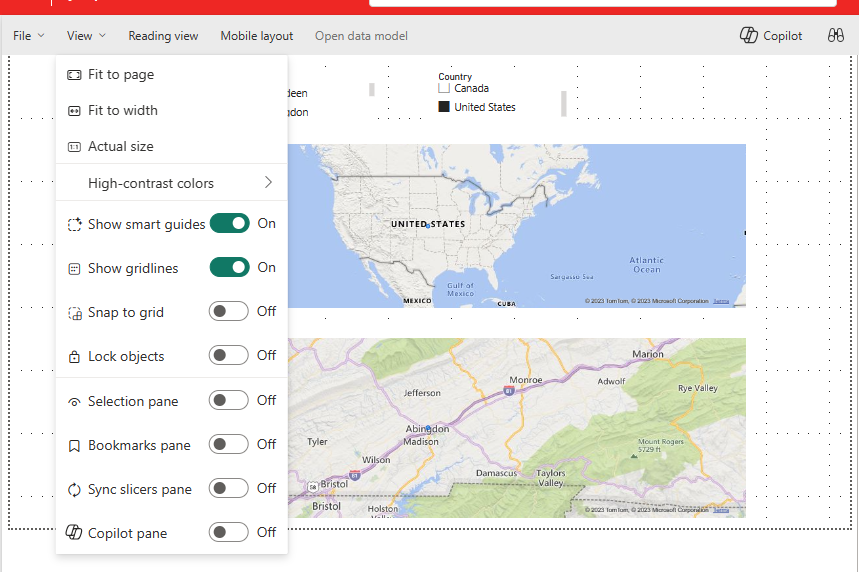 File
View
Reading view
Mobile layout
Open data model
Copilot
Fit to page
Fit to width
Actual size
High-contrast colors
Show smart guides On
Show gridlines On
Snap to grid Off
Lock objects Off
Selection pane Off
Bookmarks pane Off
Sync slicers pane Off
Copilot pane Off
deen
don
Country
Canada
United States
UNITED STATES
MEXICO
Gulf of
Mexico
CUBA
Sargasso Sea
Atlantic
Ocean
© 2023 TomTom, © 2023 Microsoft Corporation Terms
Marion
Monroe
Adwolf
Rye Valley
Jefferson
81
Abingdon
Madison
Tyler
Mount Rogers
5729 ft
Wilson
81
Damascus
Taylors
Valley
58
Bristol
Bristol
Holston
Valley
© 2023 TomTom, © 2023 Microsoft Corporation Terms